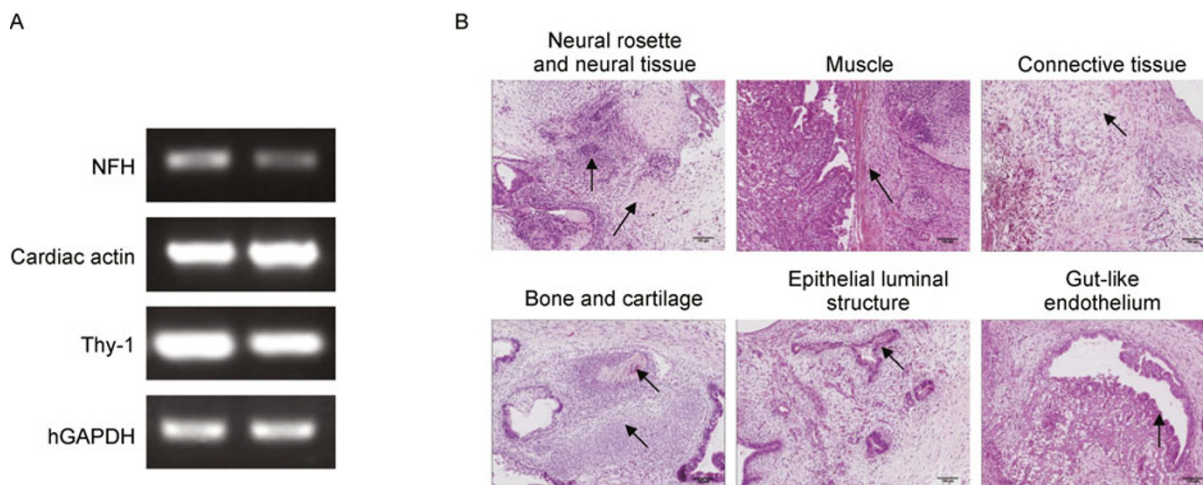 A
NFH
Cardiac actin
Thy-1
hGAPDH
B
Neural rosette
and neural tissue
Muscle
Connective tissue
Bone and cartilage
Epithelial luminal
structure
Gut-like
endothelium